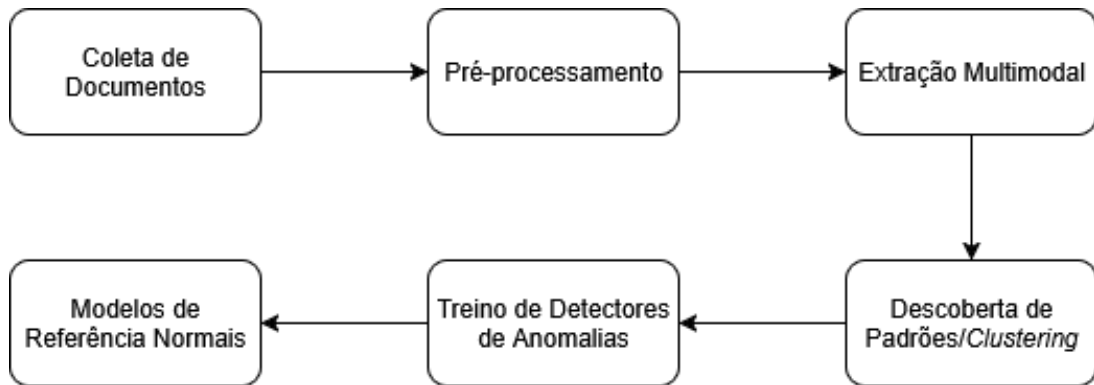 Coleta de
Documentos
Pré-processamento
Extração Multimodal
Descoberta de
Padrões/Clustering
Treino de Detectores
de Anomalias
Modelos de
Referência Normais